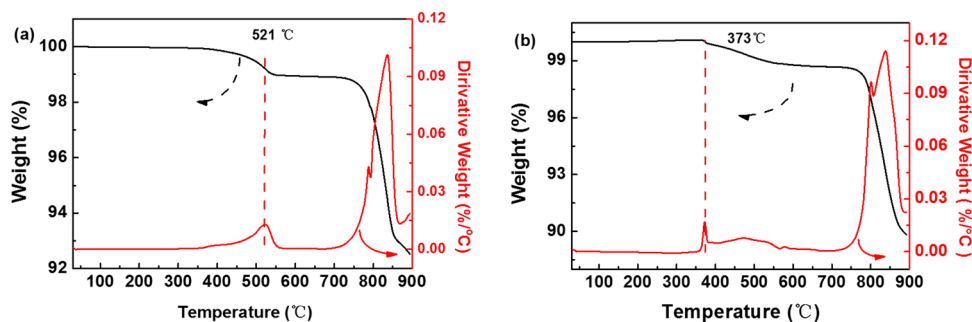 (a)
521 ℃
Weight (%)
100
98
96
94
92
0.12
0.09
0.06
0.03
0.00
Dirivative Weight (%/°C)
100 200 300 400 500 600 700 800 900
Temperature (℃)
(b)
373℃
Weight (%)
99
96
93
90
0.12
0.09
0.06
0.03
0.00
Dirivative Weight ( %/°C)
100 200 300 400 500 600 700 800 900
Temperature (℃)